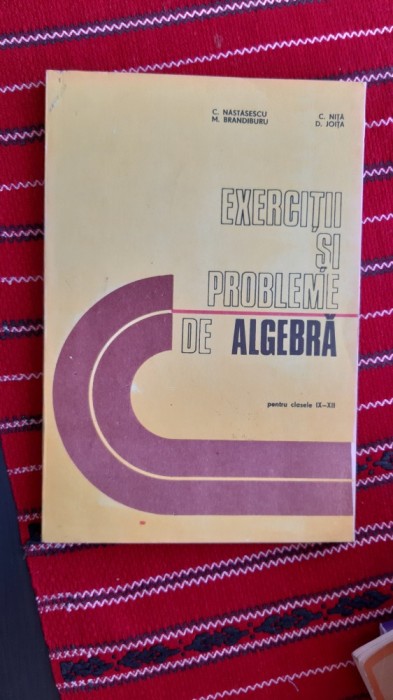 C. NĂSTĂSESCU C. NIȚĂ
M. BRANDIBURU D. JOIȚA
EXERCIȚII
ȘI
PROBLEME
DE ALGEBRĂ
pentru clasele IX-XII